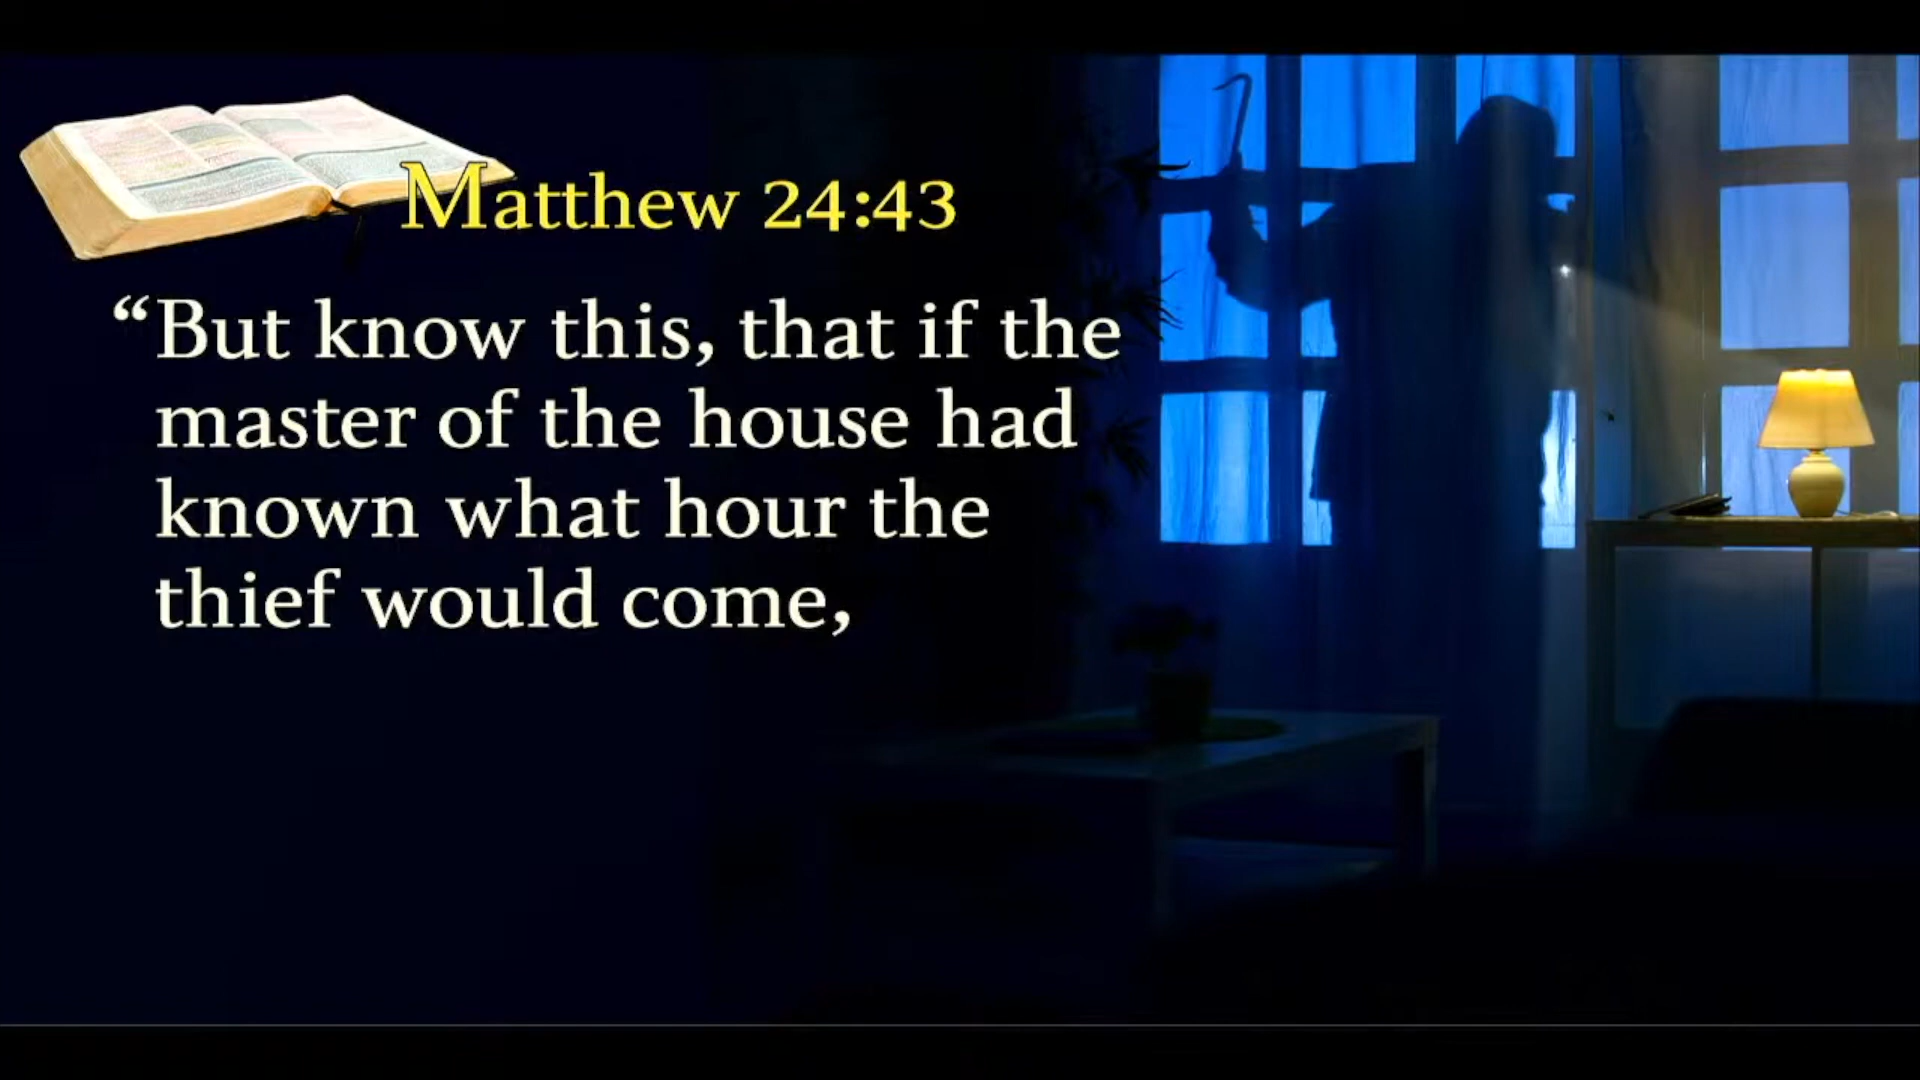 Matthew 24:43
“But know this, that if the
master of the house had
known what hour the
thief would come,